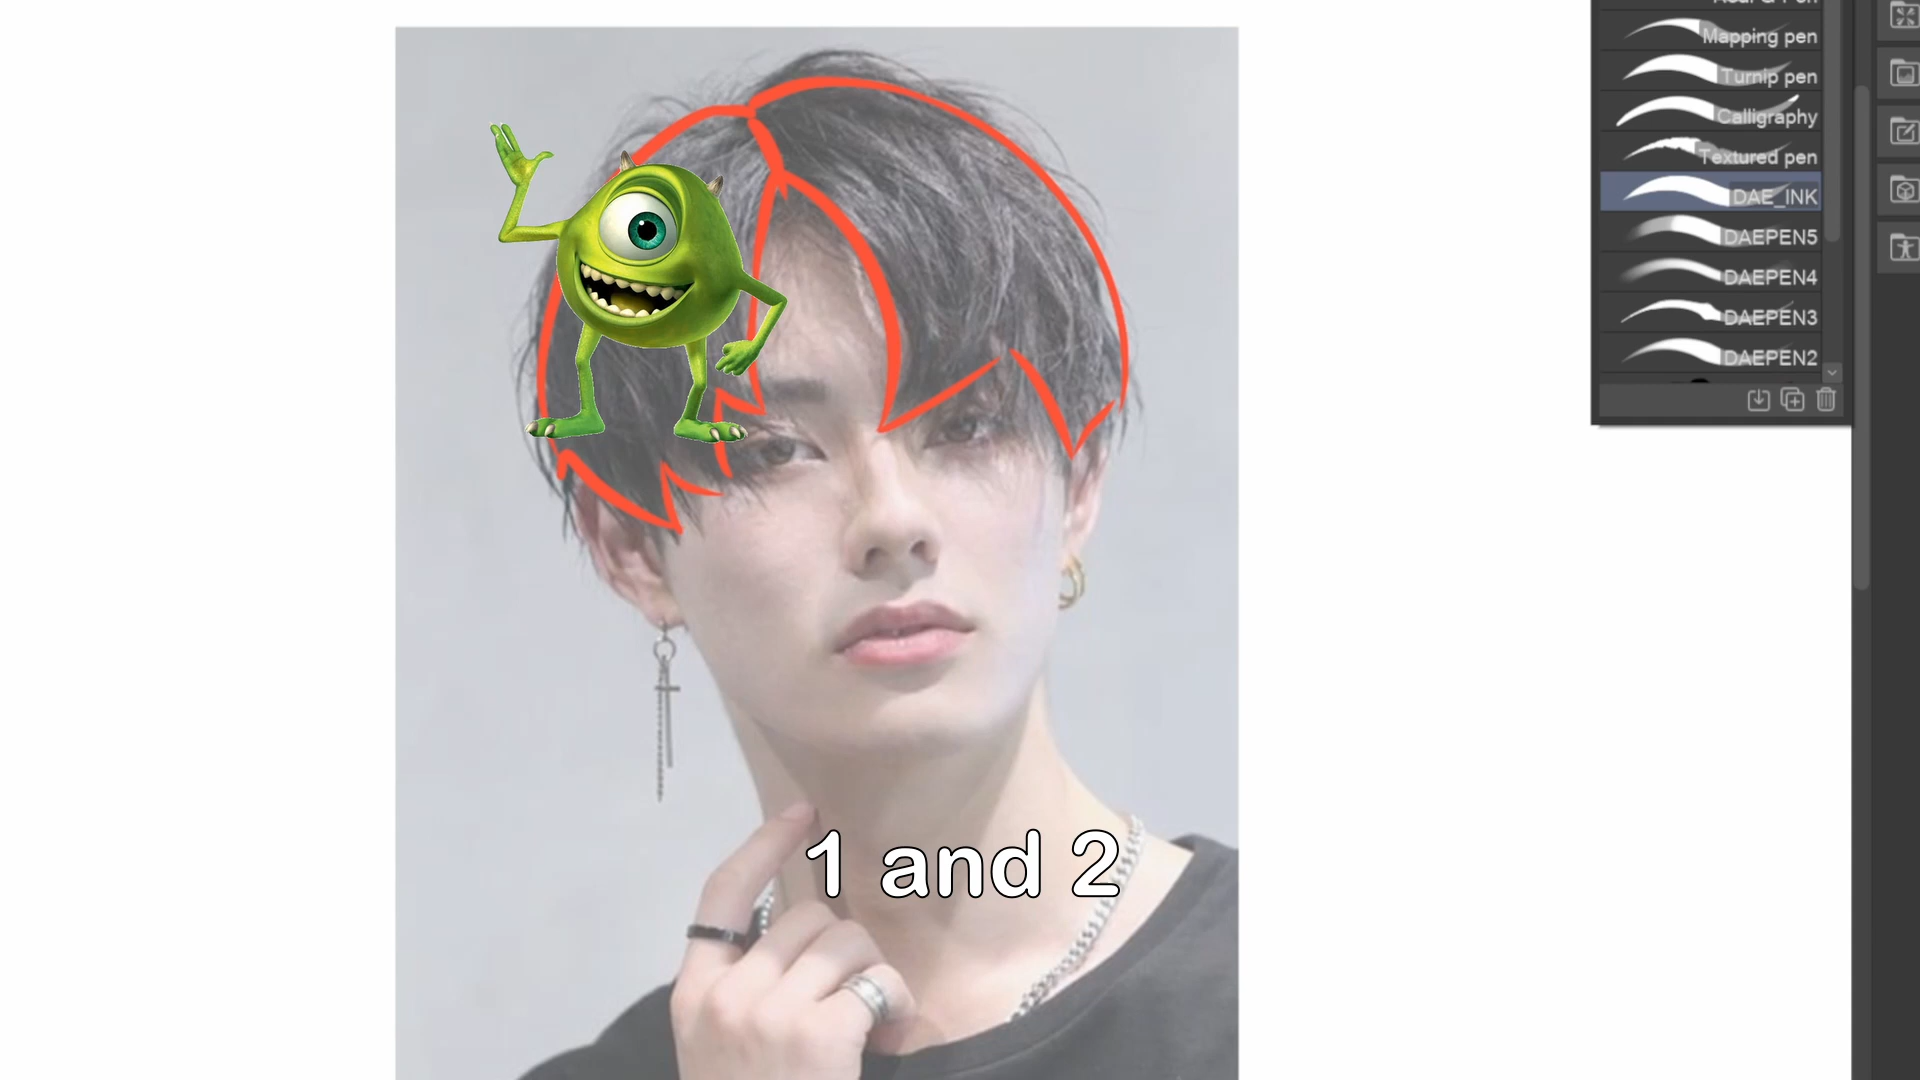 Mapping pen
Turnip pen
Calligraphy
Textured pen
DAE_INK
DAEPEN5
DAEPEN4
DAEPEN3
DAEPEN2
1 and 2